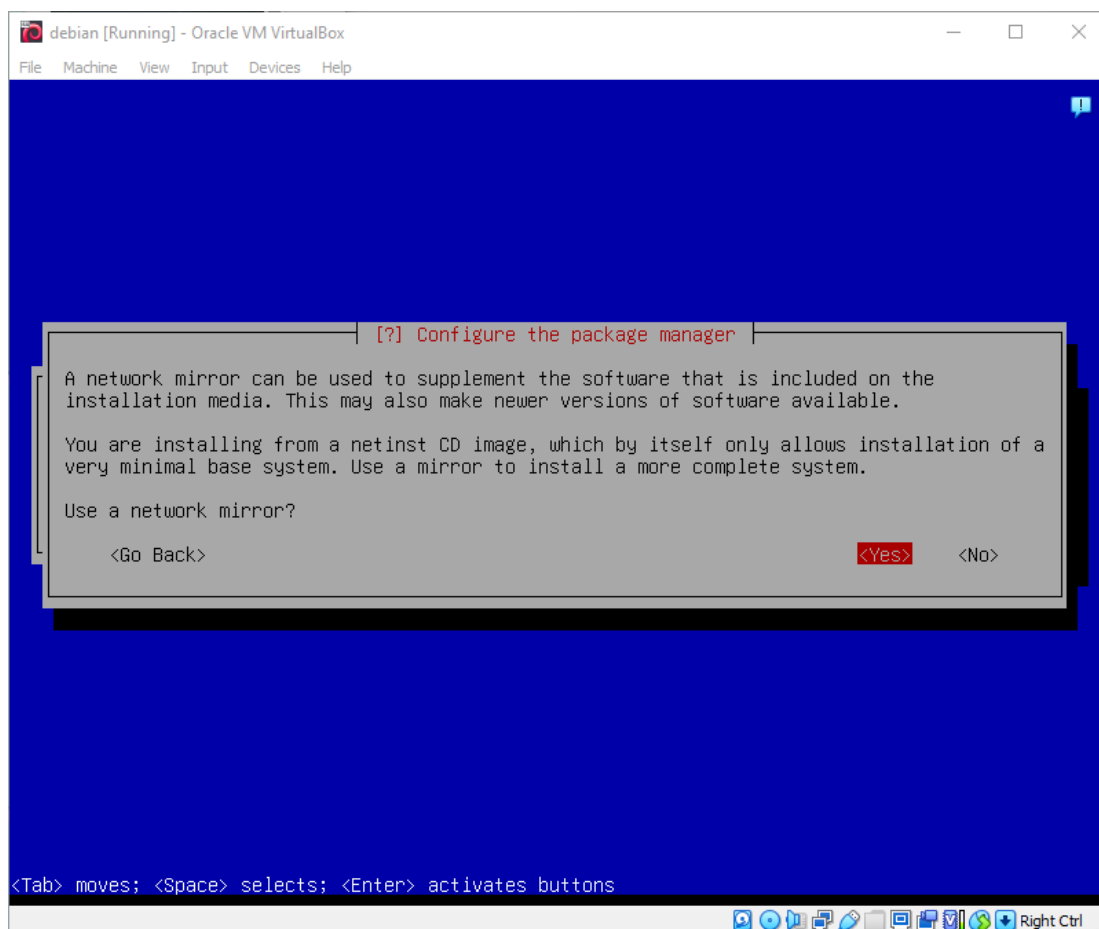 debian [Running] - Oracle VM VirtualBox
File Machine View Input Devices Help
[?] Configure the package manager
A network mirror can be used to supplement the software that is included on the
installation media. This may also make newer versions of software available.
You are installing from a netinst CD image, which by itself only allows installation of a
very minimal base system. Use a mirror to install a more complete system.
Use a network mirror?
<Go Back> <Yes> <No>
<Tab> moves; <Space> selects; <Enter> activates buttons
Right Ctrl